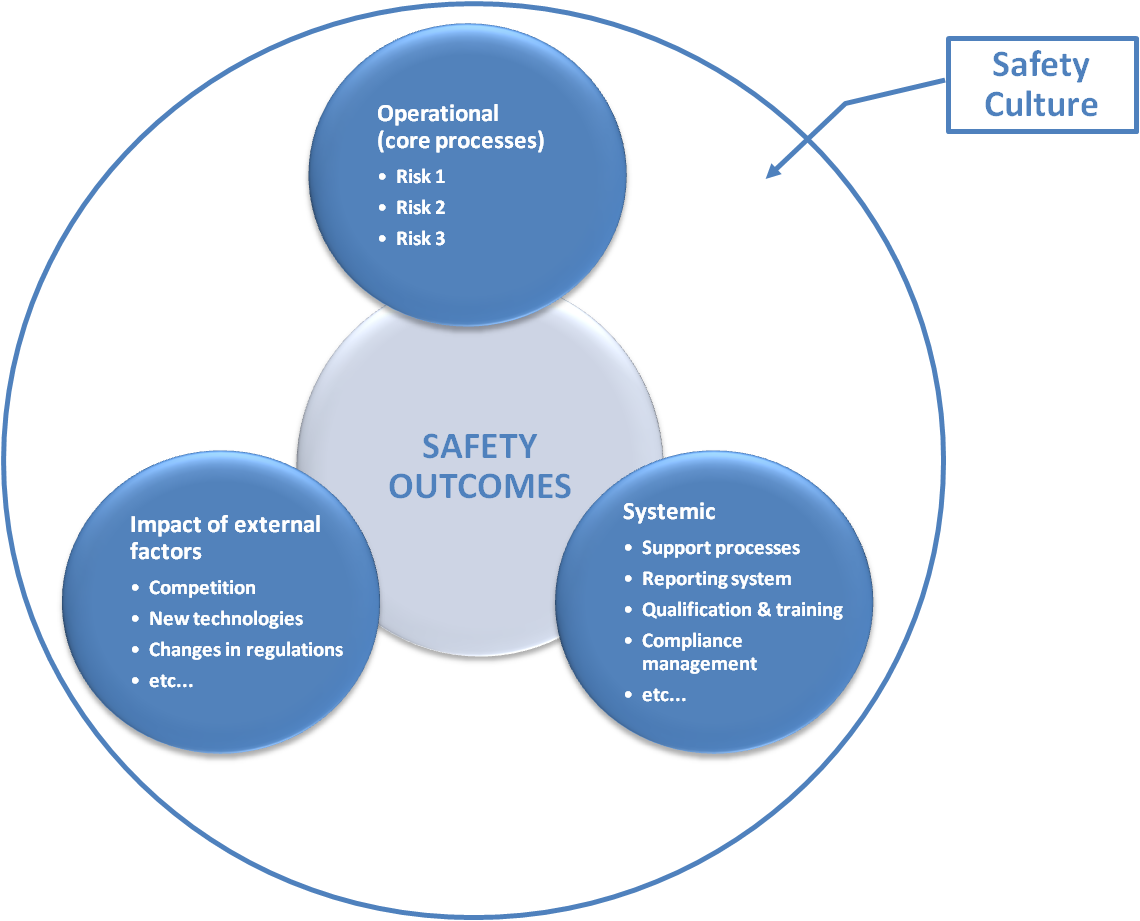 Safety
Culture
Operational
(core processes)
• Risk 1
• Risk 2
• Risk 3
SAFETY
OUTCOMES
Impact of external
factors
• Competition
• New technologies
• Changes in regulations
• etc...
Systemic
• Support processes
• Reporting system
• Qualification & training
• Compliance
management
• etc...